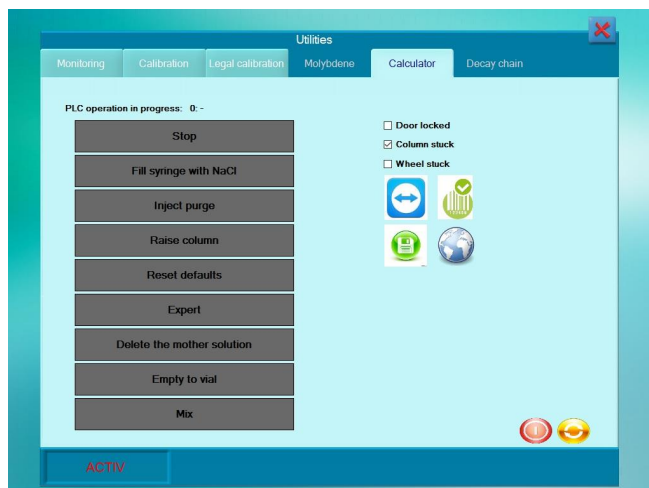 Utilities
Monitoring
Calibration
Legal calibration
Molybdene
Calculator
Decay chain
PLC operation in progress: 0: -
Stop
Door locked
Column stuck
Fill syringe with NaCl
Wheel stuck
Inject purge
Raise column
Reset defaults
Expert
Delete the mother solution
Empty to vial
Mix
ACTIV